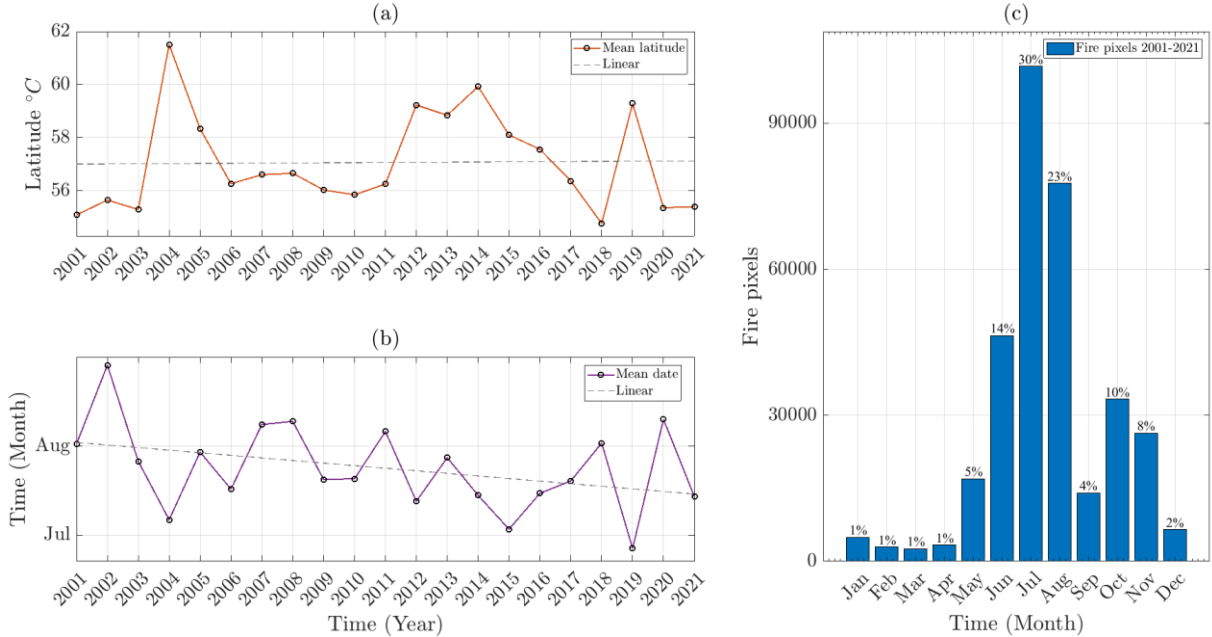 (a)
62
60
58
56
Latitude °C
Mean latitude
Linear
2001
2002
2003
2004
2005
2006
2007
2008
2009
2010
2011
2012
2013
2014
2015
2016
2017
2018
2019
2020
2021
(b)
Aug
Jul
Time (Month)
Mean date
Linear
2001
2002
2003
2004
2005
2006
2007
2008
2009
2010
2011
2012
2013
2014
2015
2016
2017
2018
2019
2020
2021
Time (Year)
(c)
Fire pixels 2001-2021
90000
60000
30000
0
Fire pixels
1%
1%
1%
1%
5%
14%
30%
23%
4%
10%
8%
2%
Jan
Feb
Mar
Apr
May
Jun
Jul
Aug
Sep
Oct
Nov
Dec
Time (Month)